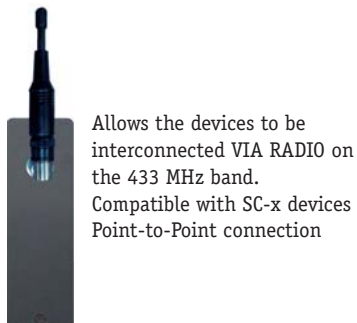 Allows the devices to be
interconnected VIA RADIO on
the 433 MHz band.
Compatible with SC-x devices
Point-to-Point connection